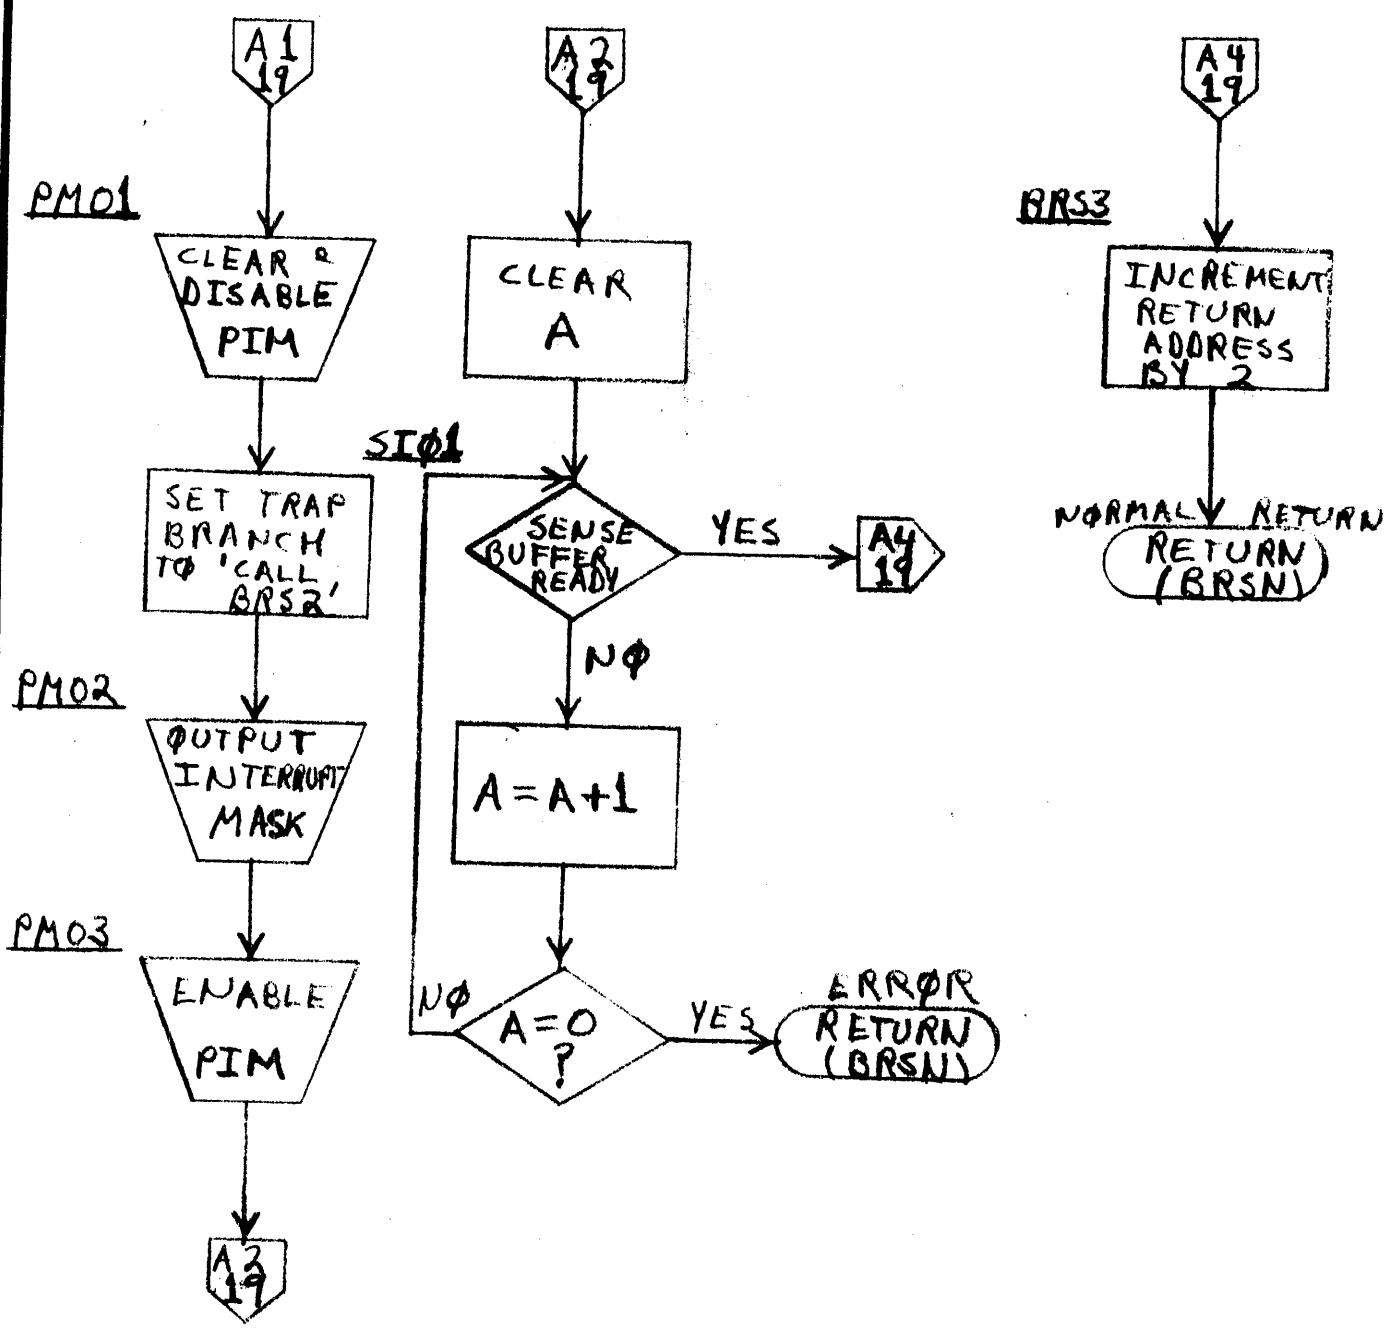 A1
19
PM01
CLEAR &
DISABLE
PIM
SET TRAP
BRANCH
TØ 'CALL
BRS2'
PM02
ØUTPUT
INTERRUPT
MASK
PM03
ENABLE
PIM
A2
19
A2
19
CLEAR
A
SIØ1
SENSE
BUFFER
READY
YES
A4
19
NØ
A=A+1
A=0
?
NØ
YES
ERRØR
RETURN
(BRSN)
A4
19
BRS3
INCREMENT
RETURN
ADDRESS
BY 2
NØRMAL RETURN
RETURN
(BRSN)